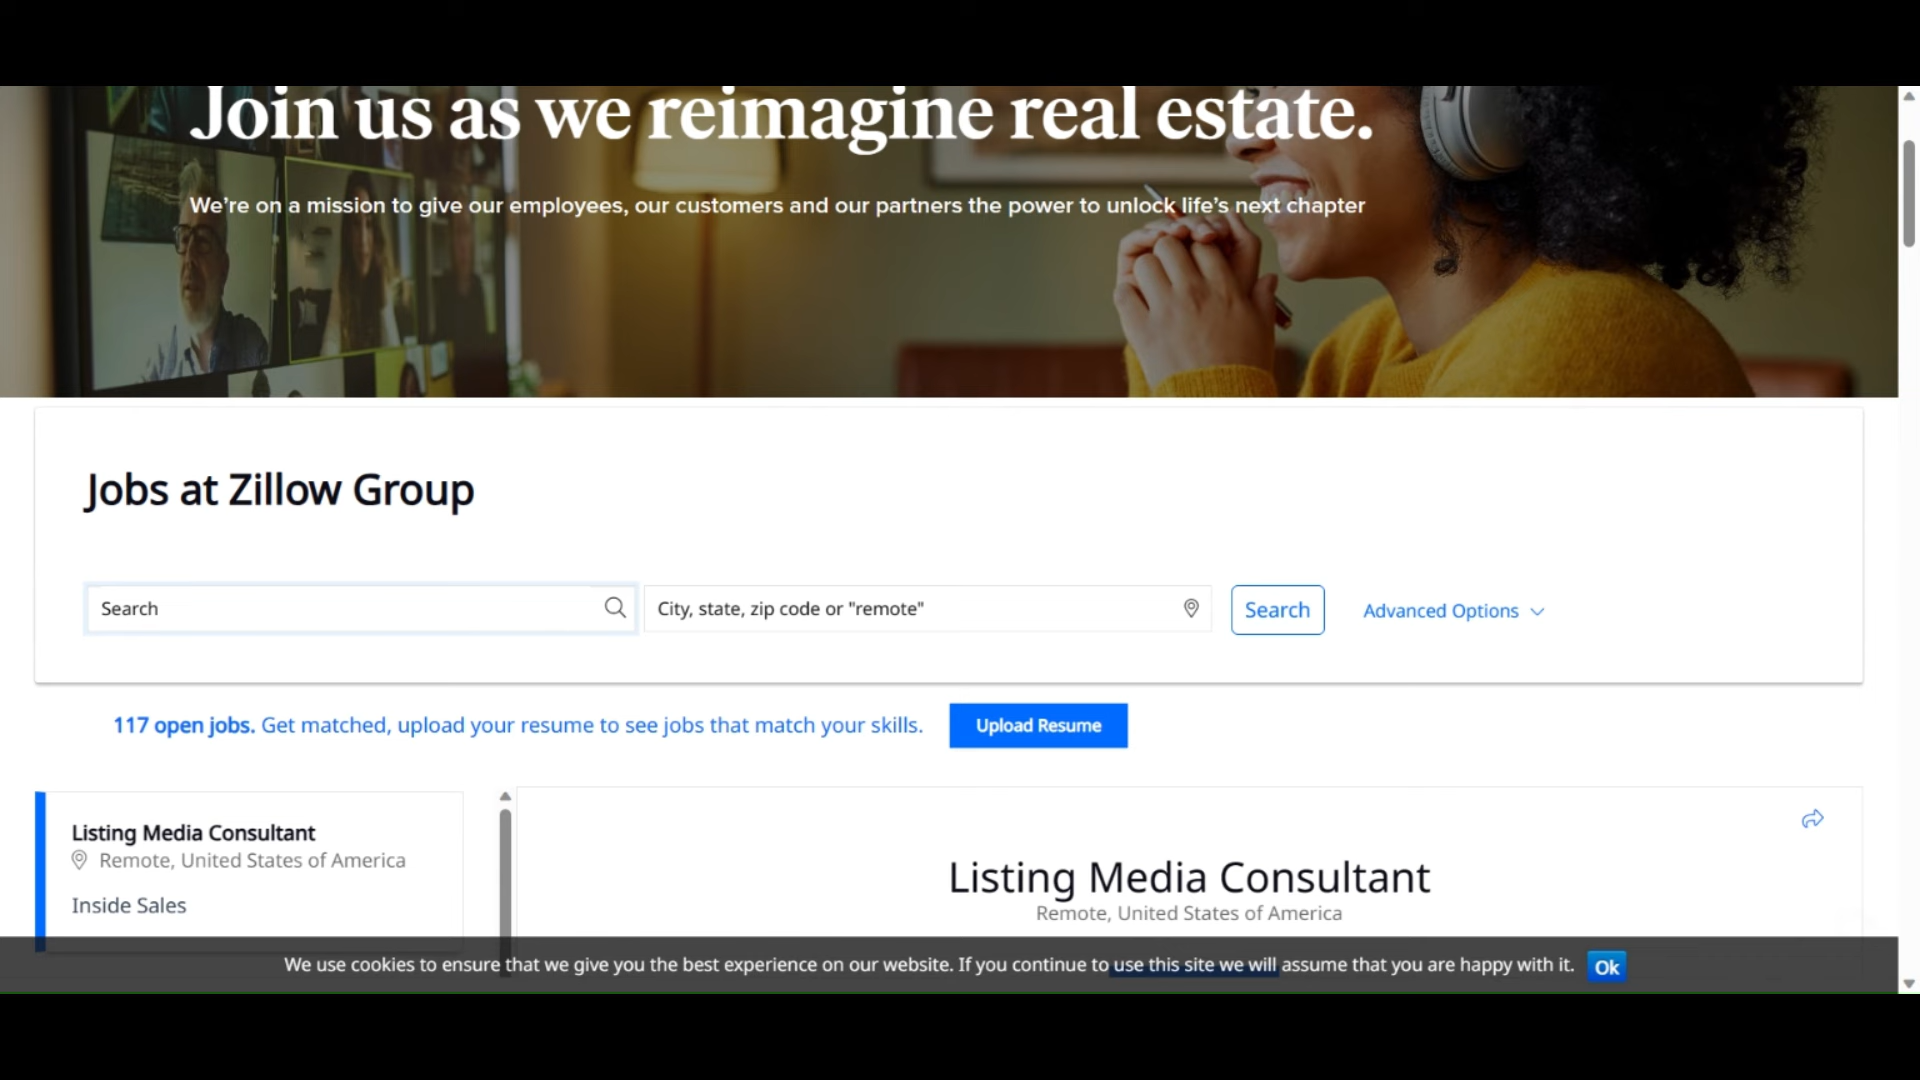 Join us as we reimagine real estate.
We're on a mission to give our employees, our customers and our partners the power to unlock life's next chapter
Jobs at Zillow Group
Search
City, state, zip code or "remote"
Search
Advanced Options
117 open jobs. Get matched, upload your resume to see jobs that match your skills.
Upload Resume
Listing Media Consultant
Remote, United States of America
Inside Sales
Listing Media Consultant
Remote, United States of America
We use cookies to ensure that we give you the best experience on our website. If you continue to use this site we will assume that you are happy with it.
Ok